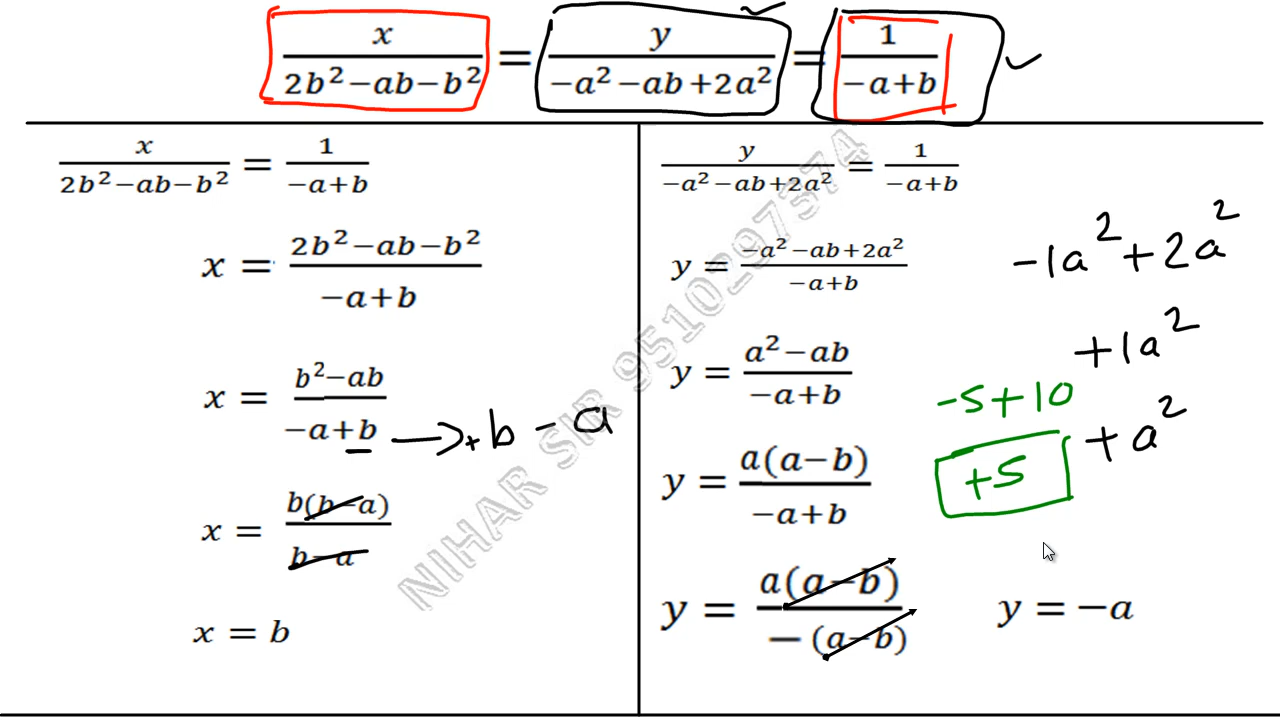 x/(2b²−ab−b²) = y/(−a²−ab+2a²) = 1/(−a+b)
x/(2b²−ab−b²) = 1/(−a+b)
x = (2b²−ab−b²)/(−a+b)
x = (b²−ab)/(−a+b) → +b − a
x = b(b−a)/(b−a)
x = b
y/(−a²−ab+2a²) = 1/(−a+b)
y = (−a²−ab+2a²)/(−a+b)
y = (a²−ab)/(−a+b)
y = a(a−b)/(−a+b)
y = a(a−b)/−(a−b)
y = −a
−1a² + 2a²
+1a²
+a²
−5+10
+5
NIHAR SIR 9510297374